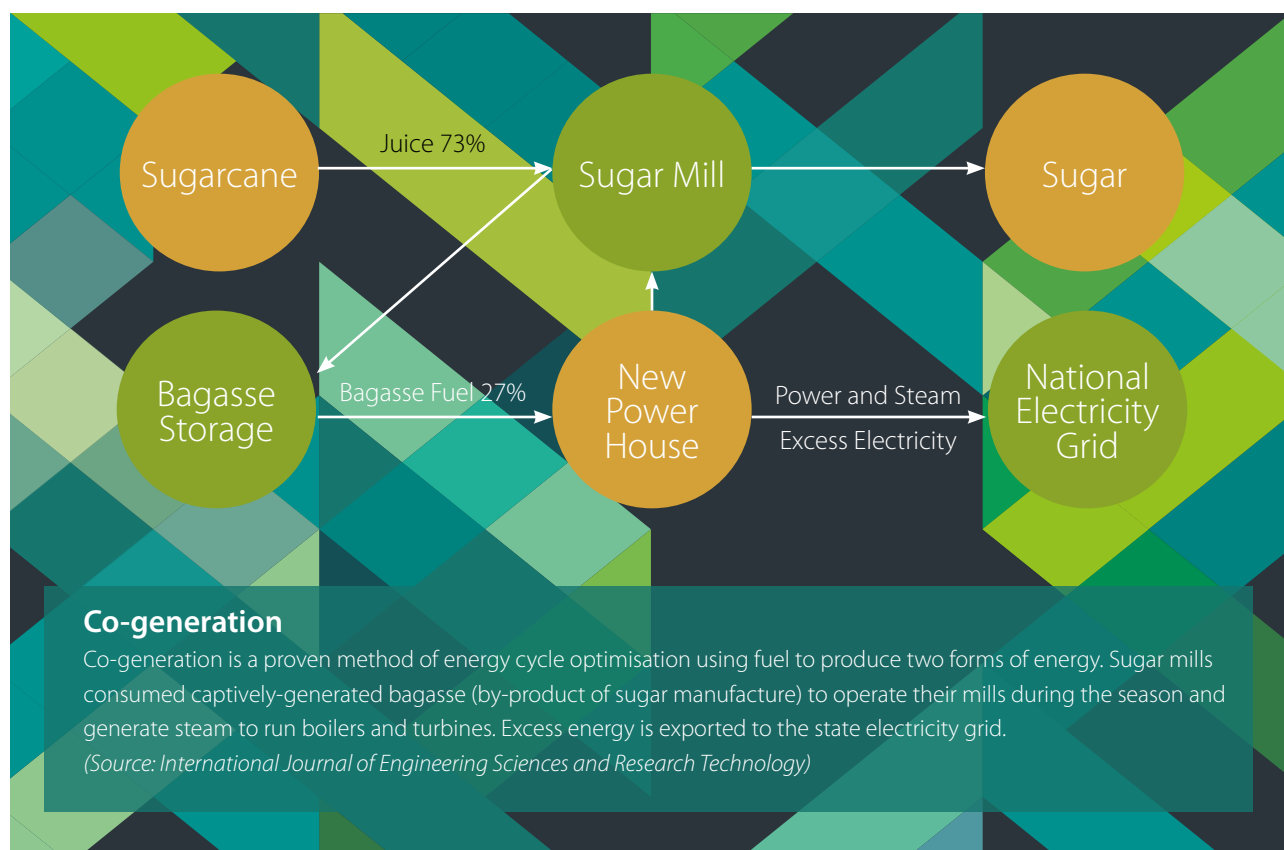 Sugarcane
Juice 73%
Sugar Mill
Sugar
Bagasse
Storage
Bagasse Fuel 27%
New
Power
House
Power and Steam
Excess Electricity
National
Electricity
Grid
Co-generation
Co-generation is a proven method of energy cycle optimisation using fuel to produce two forms of energy. Sugar mills
consumed captively-generated bagasse (by-product of sugar manufacture) to operate their mills during the season and
generate steam to run boilers and turbines. Excess energy is exported to the state electricity grid.
(Source: International Journal of Engineering Sciences and Research Technology)